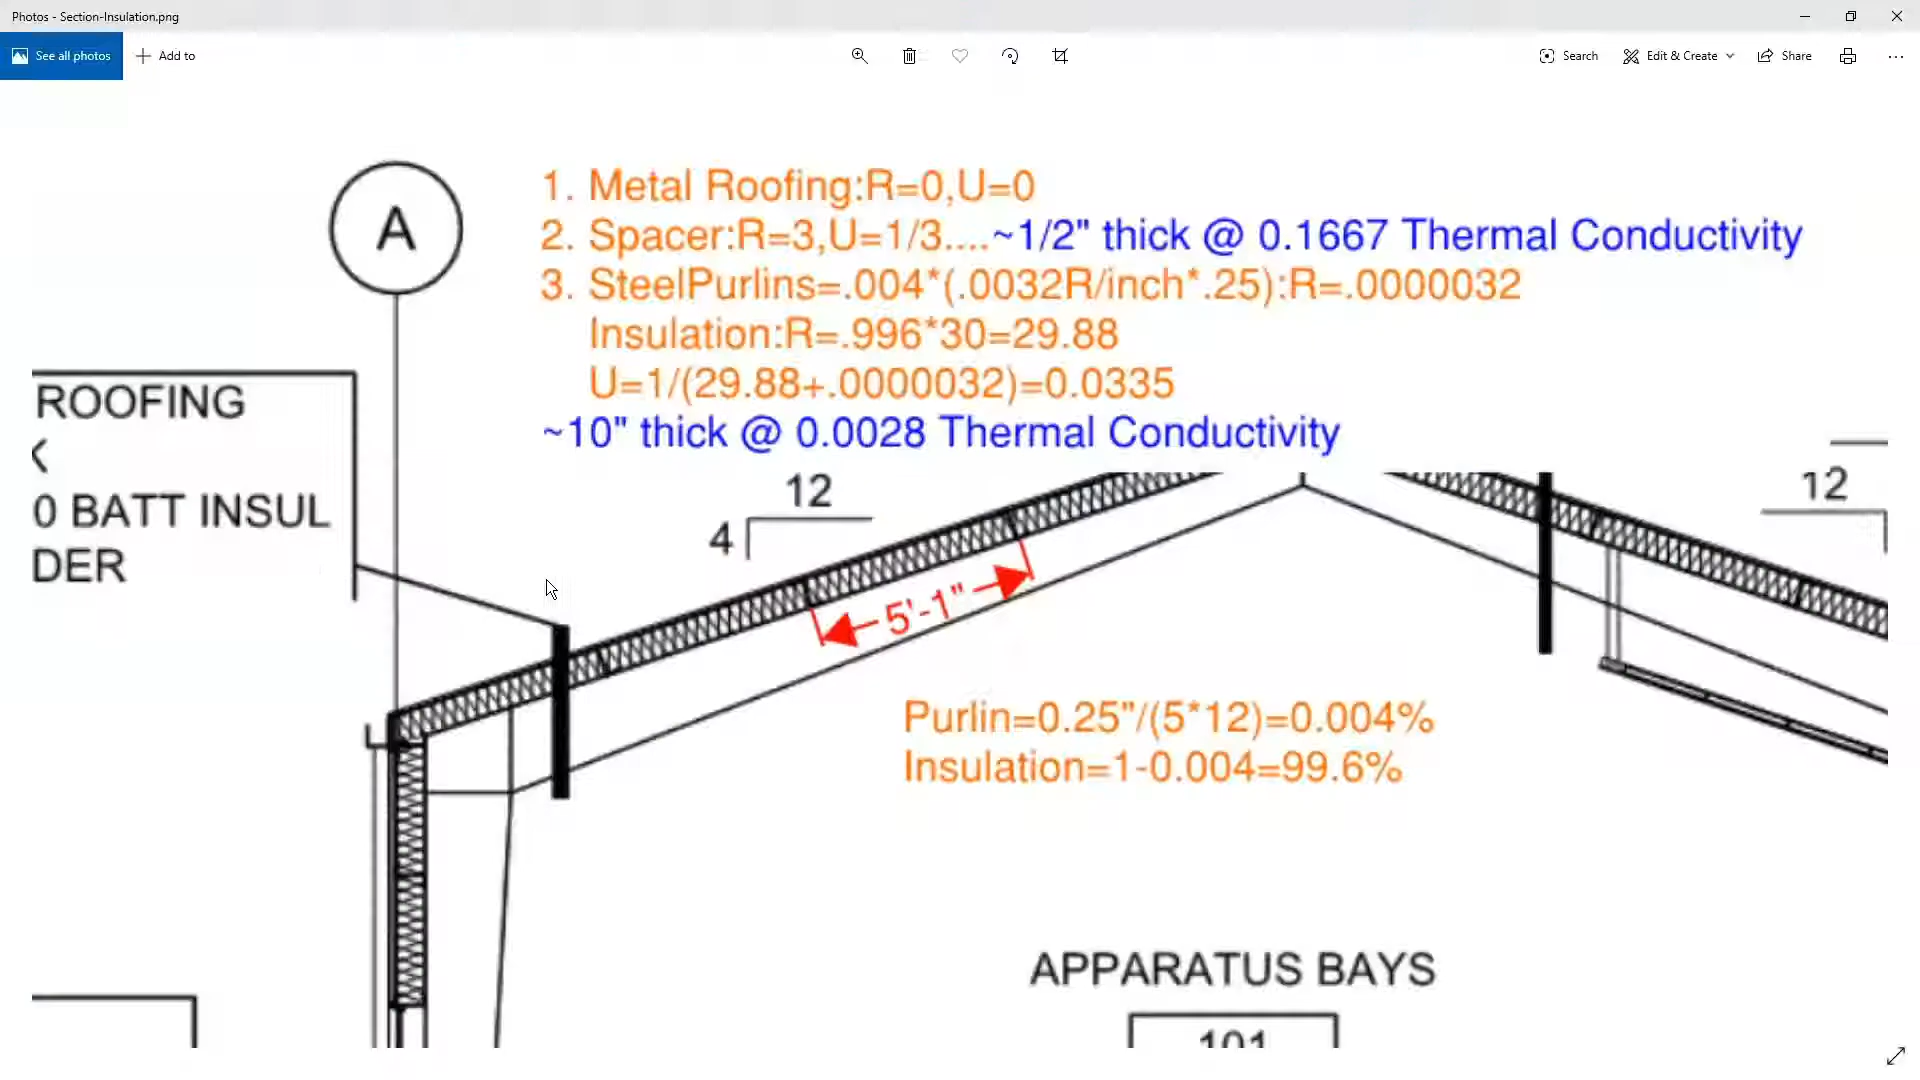 Photos - Section-Insulation.png
See all photos
Add to
Search
Edit & Create
Share
A
1. Metal Roofing:R=0,U=0
2. Spacer:R=3,U=1/3....~1/2" thick @ 0.1667 Thermal Conductivity
3. SteelPurlins=.004*(.0032R/inch*.25):R=.0000032
Insulation:R=.996*30=29.88
U=1/(29.88+.0000032)=0.0335
~10" thick @ 0.0028 Thermal Conductivity
ROOFING
0 BATT INSUL
DER
12
4
12
5'-1"
Purlin=0.25"/(5*12)=0.004%
Insulation=1-0.004=99.6%
APPARATUS BAYS
101